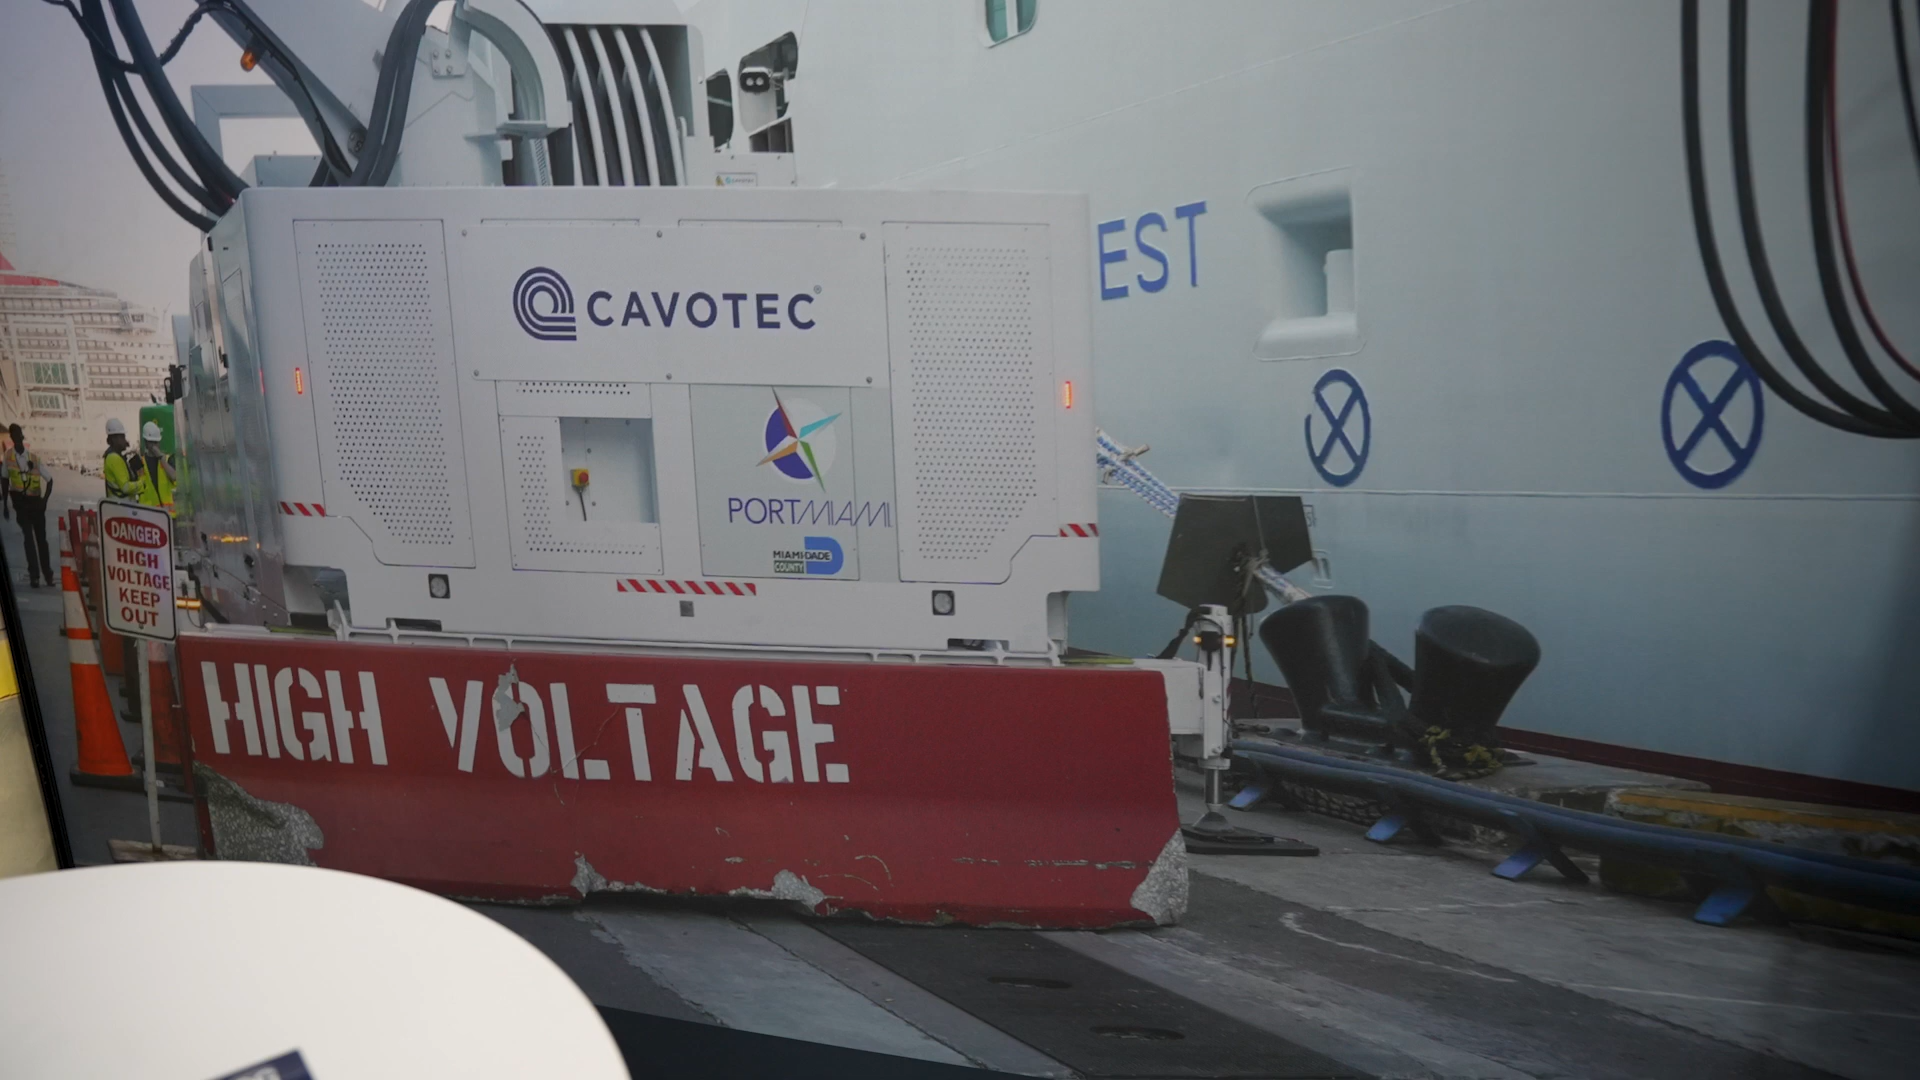 CAVOTEC®
EST
PORTMIAMI
MIAMI-DADE
COUNTY
DANGER
HIGH
VOLTAGE
KEEP
OUT
HIGH VOLTAGE